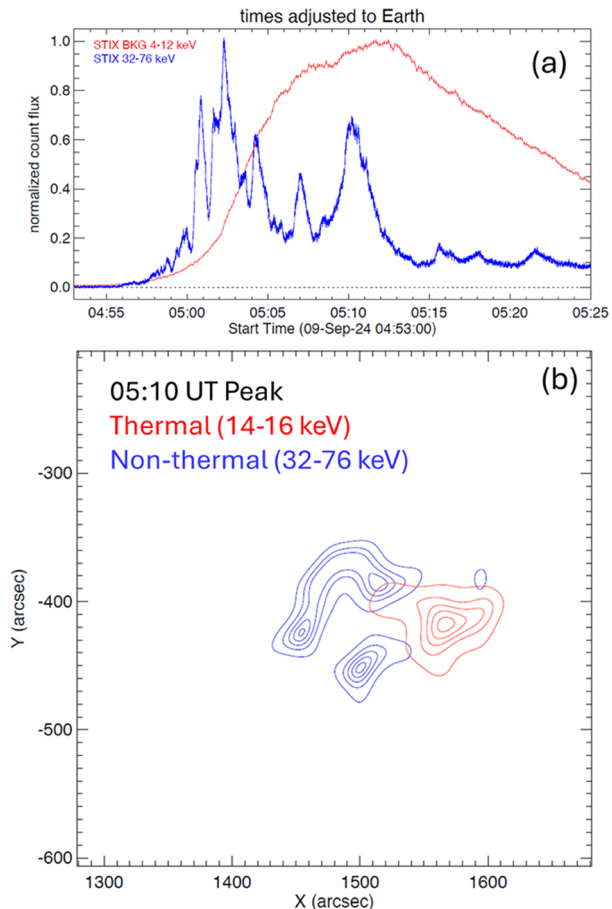 times adjusted to Earth
STIX BKG 4-12 keV
STIX 32-76 keV
(a)
normalized count flux
1.0
0.8
0.6
0.4
0.2
0.0
04:55 05:00 05:05 05:10 05:15 05:20 05:25
Start Time (09-Sep-24 04:53:00)
05:10 UT Peak
(b)
Thermal (14-16 keV)
Non-thermal (32-76 keV)
Y (arcsec)
-300
-400
-500
-600
1300 1400 1500 1600
X (arcsec)